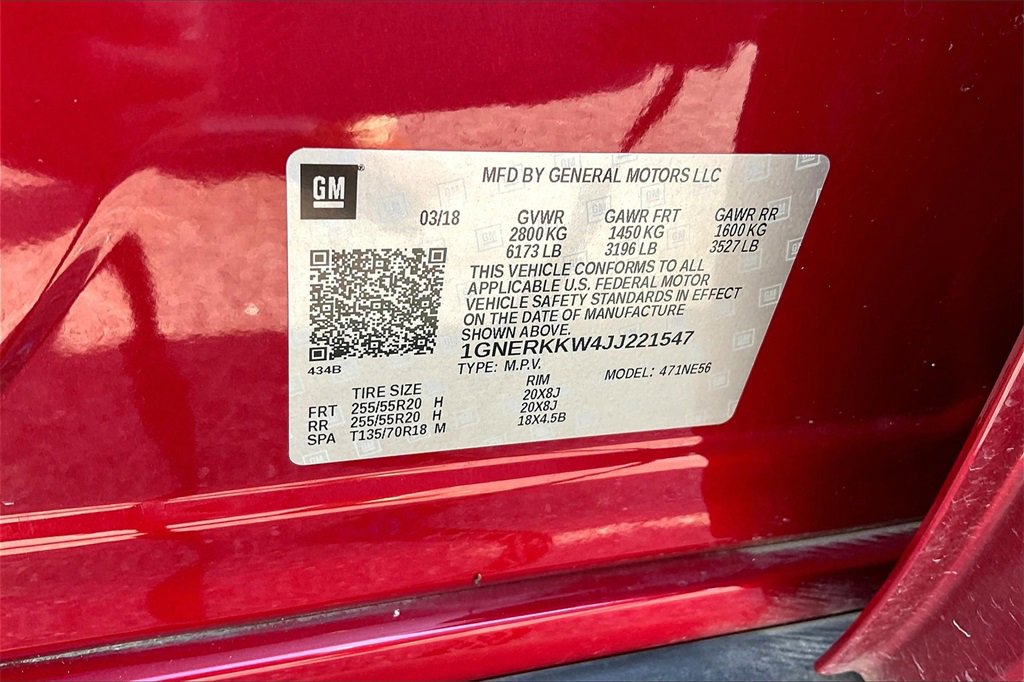 GM
MFD BY GENERAL MOTORS LLC
03/18 GVWR GAWR FRT GAWR RR
2800 KG 1450 KG 1600 KG
6173 LB 3196 LB 3527 LB
THIS VEHICLE CONFORMS TO ALL
APPLICABLE U.S. FEDERAL MOTOR
VEHICLE SAFETY STANDARDS IN EFFECT
ON THE DATE OF MANUFACTURE
SHOWN ABOVE.
1GNERKKW4JJ221547
434B
TYPE: M.P.V. MODEL: 471NE56
TIRE SIZE RIM
FRT 255/55R20 H 20X8J
RR 255/55R20 H 20X8J
SPA T135/70R18 M 18X4.5B